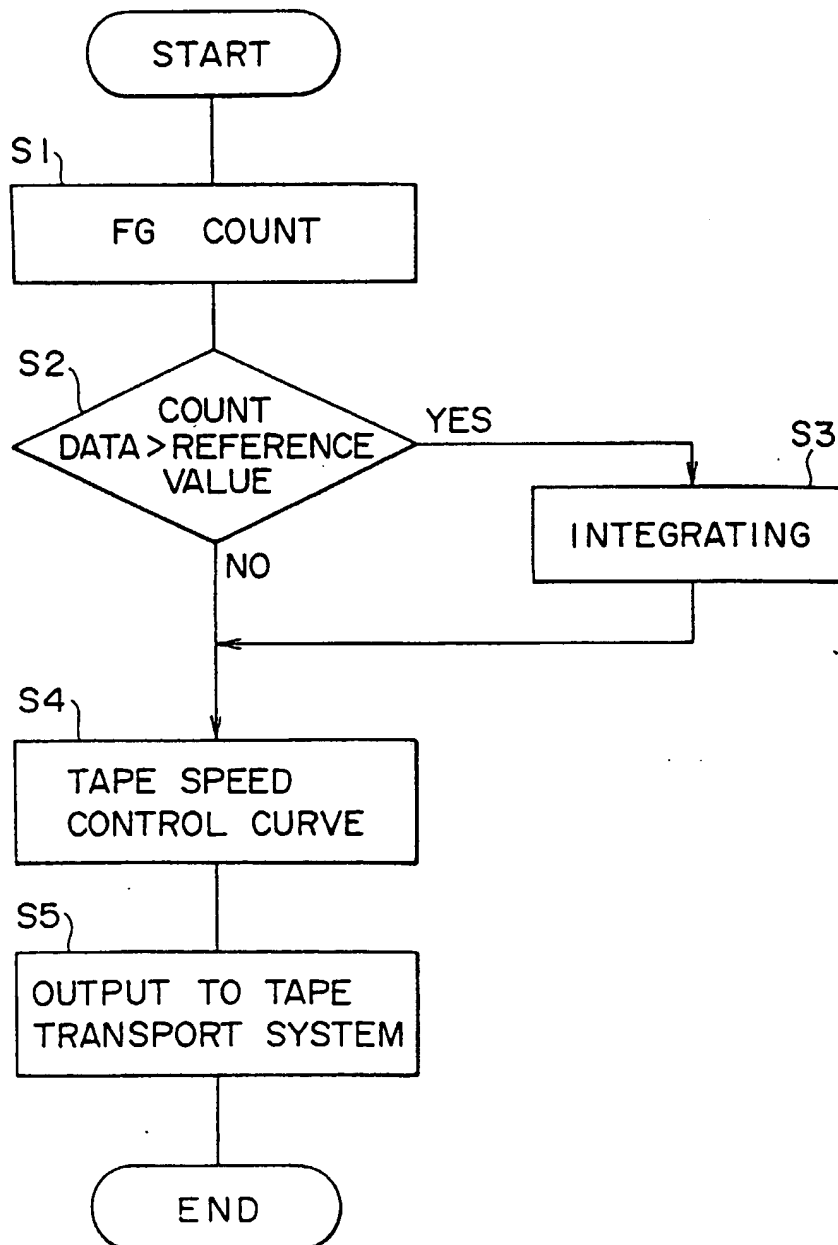 START
S1
FG COUNT
S2
COUNT
DATA>REFERENCE
VALUE
YES
S3
INTEGRATING
NO
S4
TAPE SPEED
CONTROL CURVE
S5
OUTPUT TO TAPE
TRANSPORT SYSTEM
END